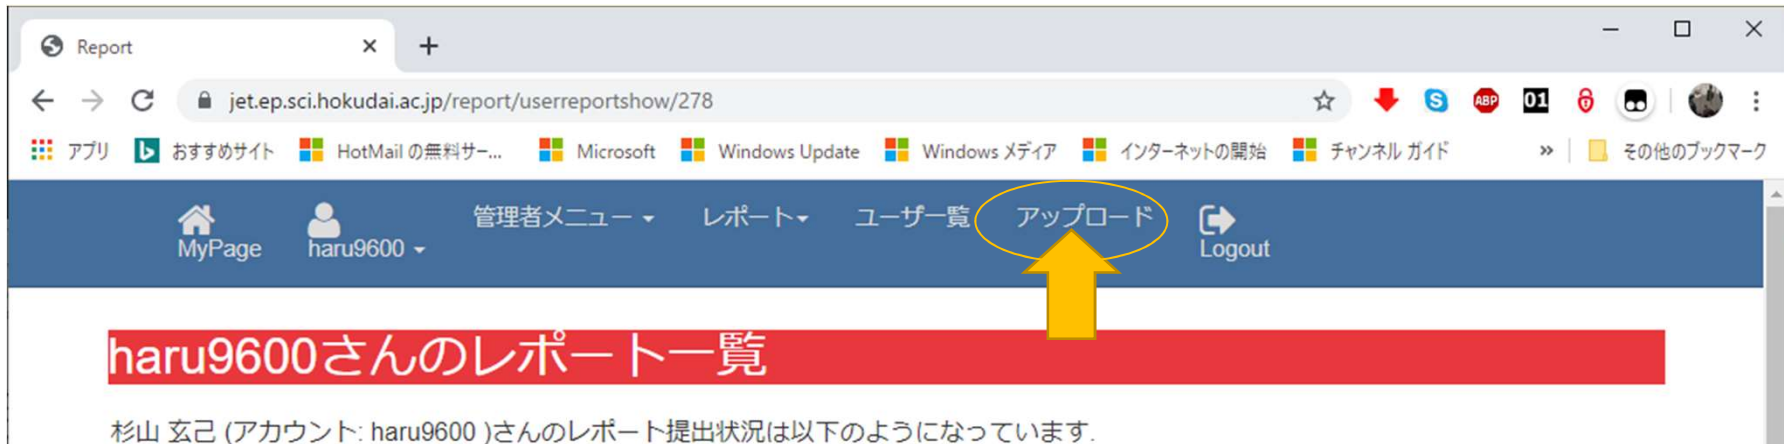 Report
jet.ep.sci.hokudai.ac.jp/report/userreportshow/278
ABP 01
アプリ おすすめサイト HotMail の無料サー... Microsoft Windows Update Windows メディア インターネットの開始 チャンネル ガイド » その他のブックマーク
MyPage haru9600 管理者メニュー レポート ユーザ一覧 アップロード Logout
haru9600さんのレポート一覧
杉山 玄己 (アカウント: haru9600 )さんのレポート提出状況は以下のようになっています.